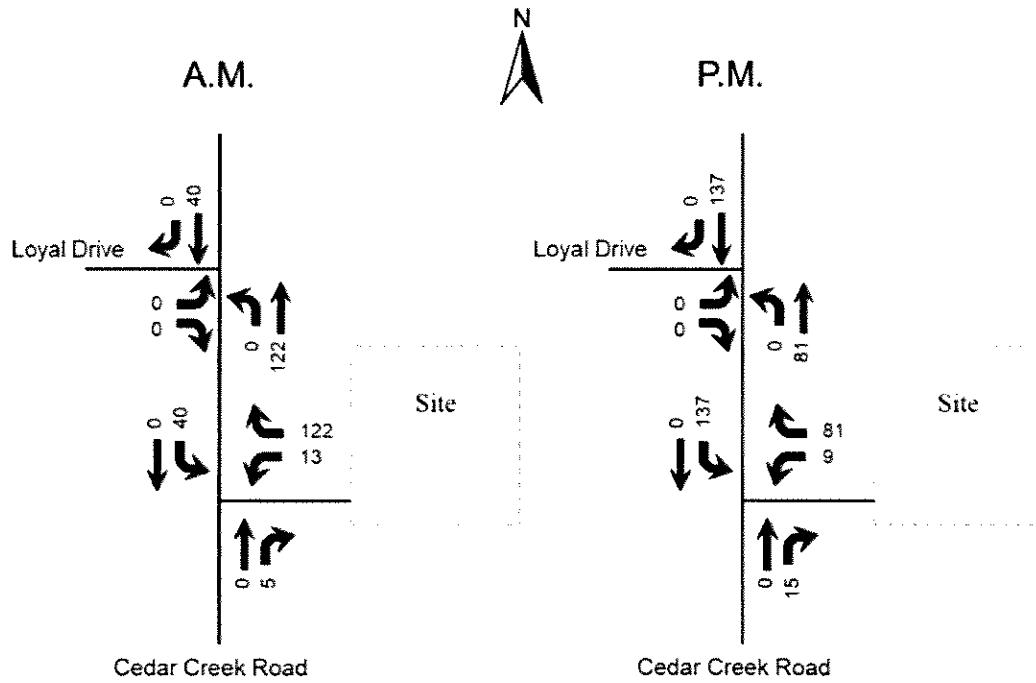 N
A.M.
P.M.
0 40
0 137
Loyal Drive
Loyal Drive
0
0
0 122
0
0
0 81
Site
Site
0 40
122
13
0 137
81
9
0 5
0 15
Cedar Creek Road
Cedar Creek Road